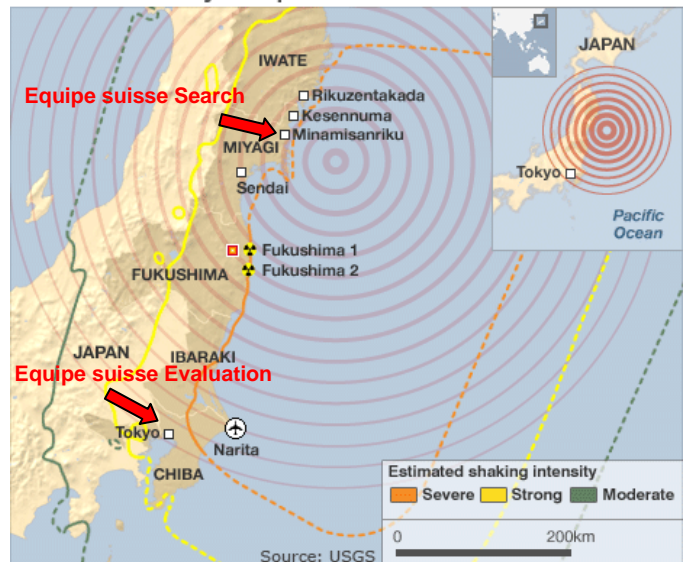 IWATE
Equipe suisse Search
Rikuzentakada
Kesennuma
Minamisanriku
MIYAGI
Sendai
Fukushima 1
FUKUSHIMA
Fukushima 2
JAPAN
IBARAKI
Equipe suisse Evaluation
Tokyo
Narita
CHIBA
JAPAN
Tokyo
Pacific
Ocean
Estimated shaking intensity
Severe Strong Moderate
0 200km
Source: USGS